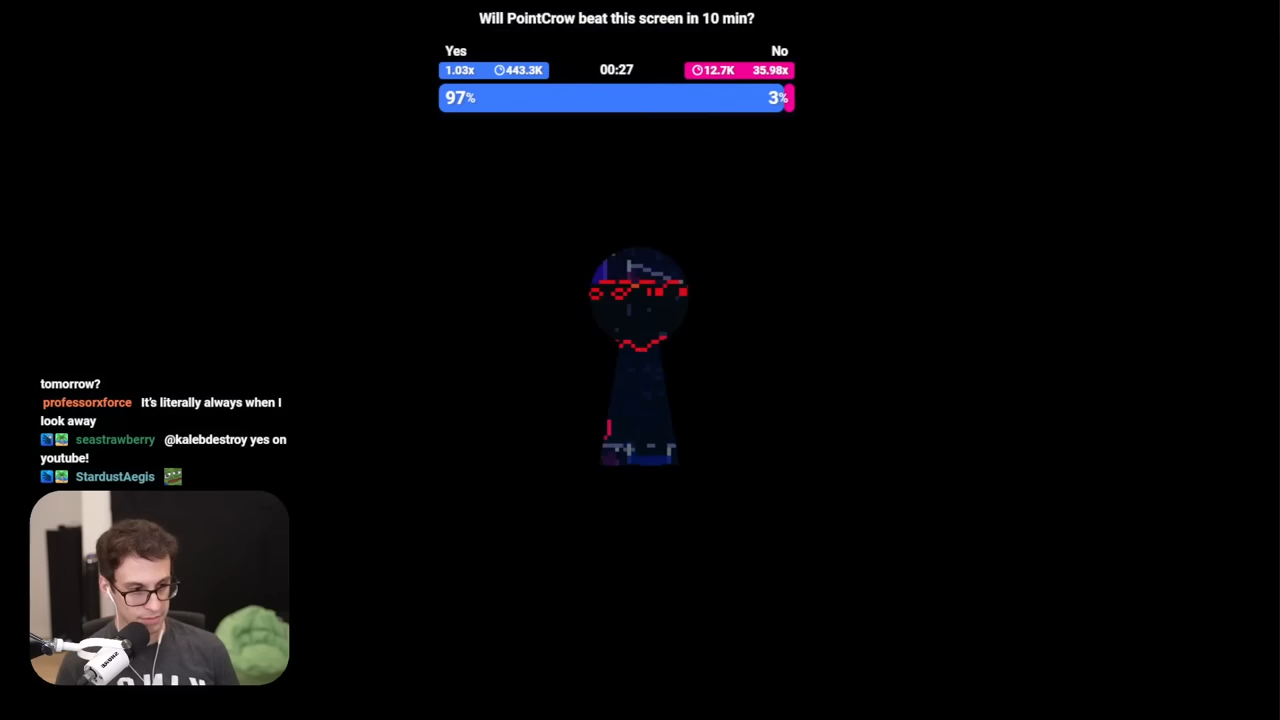 Will PointCrow beat this screen in 10 min?
Yes
No
1.03x 443.3K
00:27
12.7K 35.98x
97%
3%
tomorrow?
professorxforce It's literally always when I
look away
seastrawberry @kalebdestroy yes on
youtube!
StardustAegis